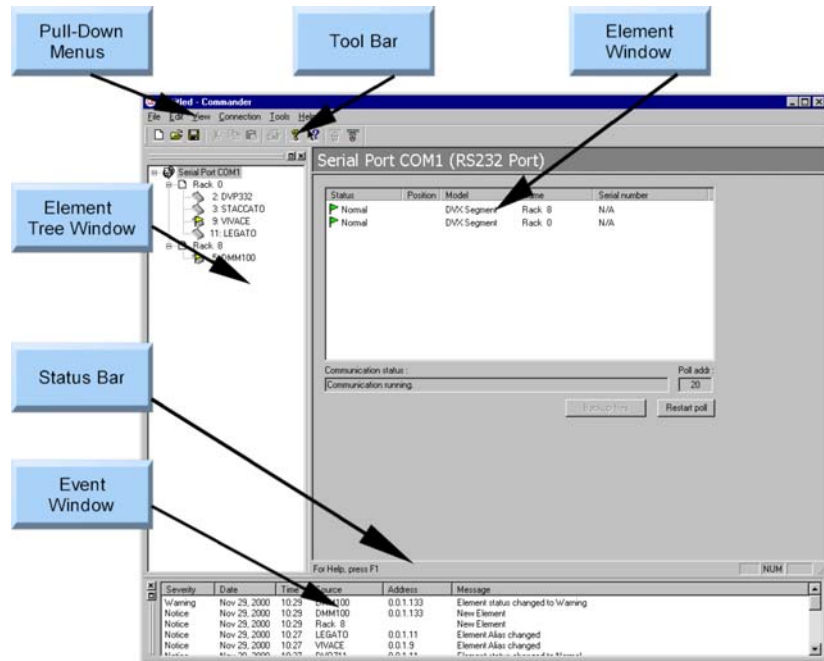 Pull-Down
Menus
Tool Bar
Element
Window
- Commander
File Edit View Connection Tools
Serial Port COM1 (RS232 Port)
Serial Port COM1
Rack 0
2: DVP332
3: STACCATO
9: VIVACE
11: LEGATO
Rack 8
DMM100
Element
Tree Window
Status Position Model Serial number
Normal DVX Segment Rack 8 N/A
Normal DVX Segment Rack 0 N/A
Communication status : Poll addr :
Communication running. 20
Restart poll
Status Bar
Event
Window
For Help, press F1 NUM
Severity Date Time Source Address Message
Warning Nov 29, 2000 10:29 DMM100 0.0.1.133 Element status changed to Warning
Notice Nov 29, 2000 10:29 DMM100 0.0.1.133 New Element
Notice Nov 29, 2000 10:29 Rack 8 New Element
Notice Nov 29, 2000 10:27 LEGATO 0.0.1.11 Element Alias changed
Notice Nov 29, 2000 10:27 VIVACE 0.0.1.9 Element Alias changed